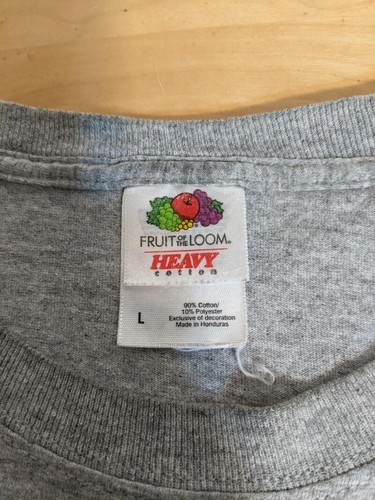 FRUIT OF THE LOOM®
HEAVY
cotton
L
90% Cotton/
10% Polyester
Exclusive of decoration
Made in Honduras